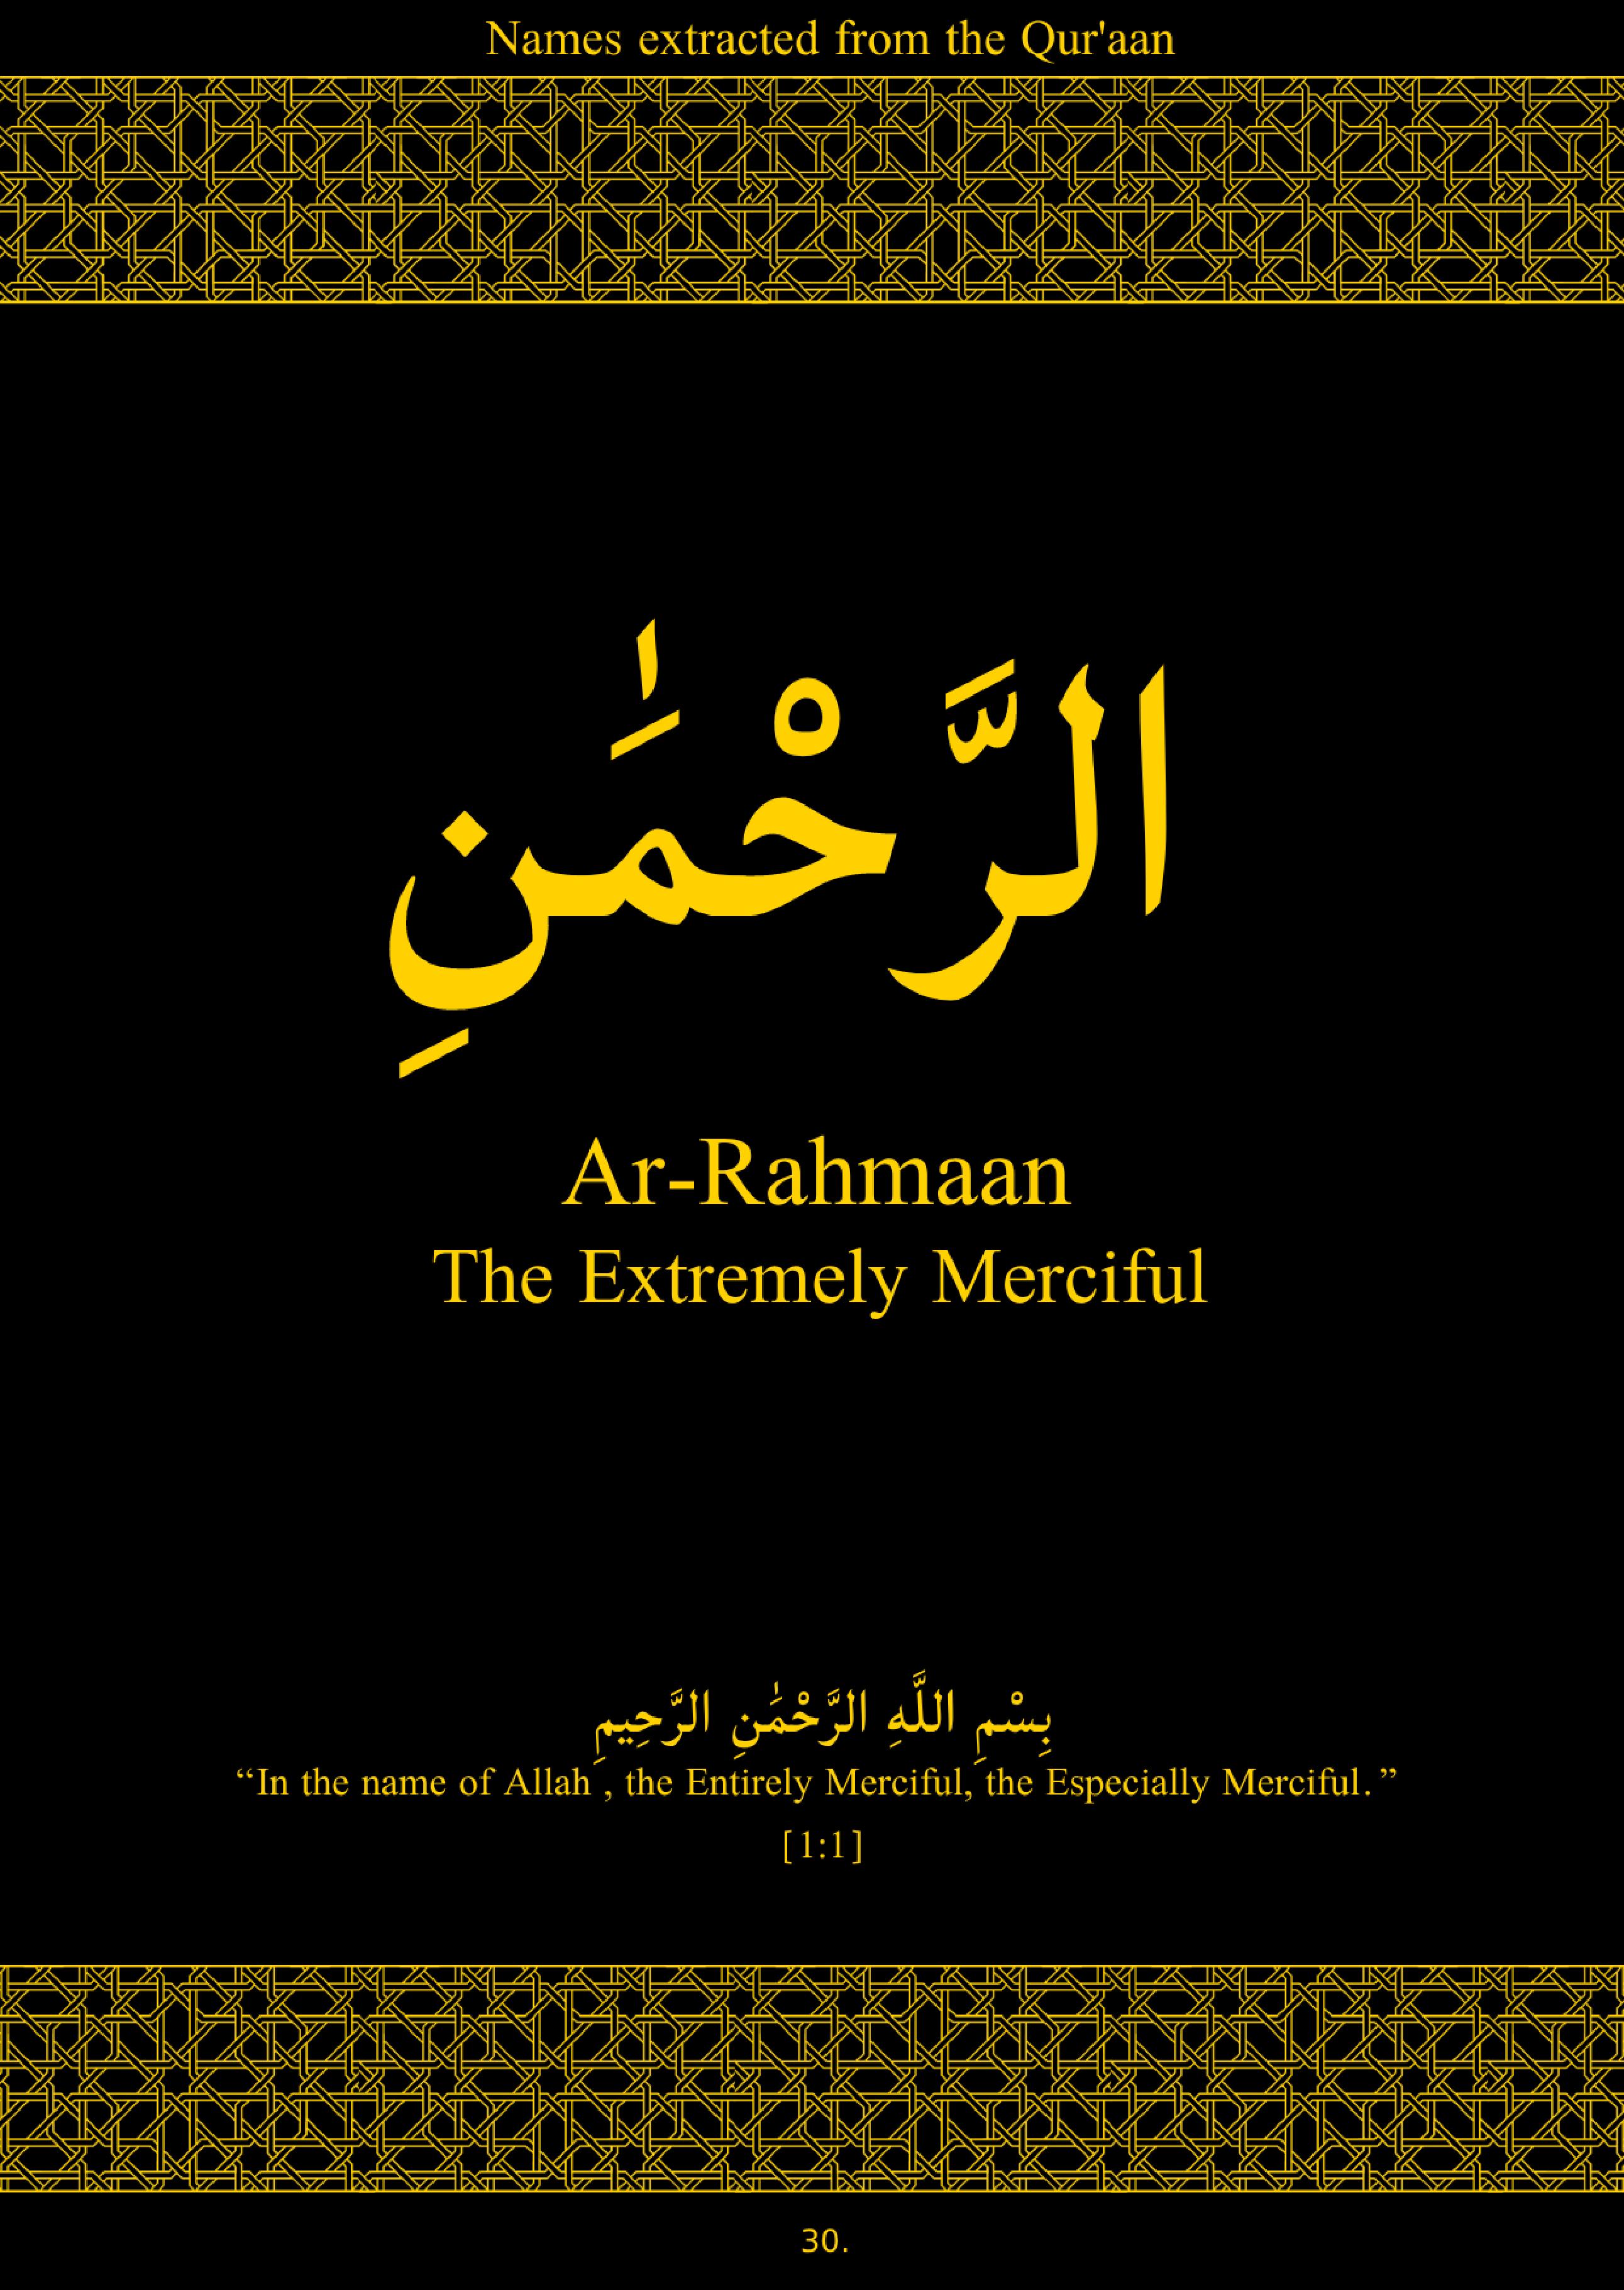 Names extracted from the Qur'aan
الرَّحْمَٰنِ
Ar-Rahmaan
The Extremely Merciful
بِسْمِ اللَّهِ الرَّحْمَٰنِ الرَّحِيمِ
“In the name of Allah , the Entirely Merciful, the Especially Merciful.”
[1:1]
30.